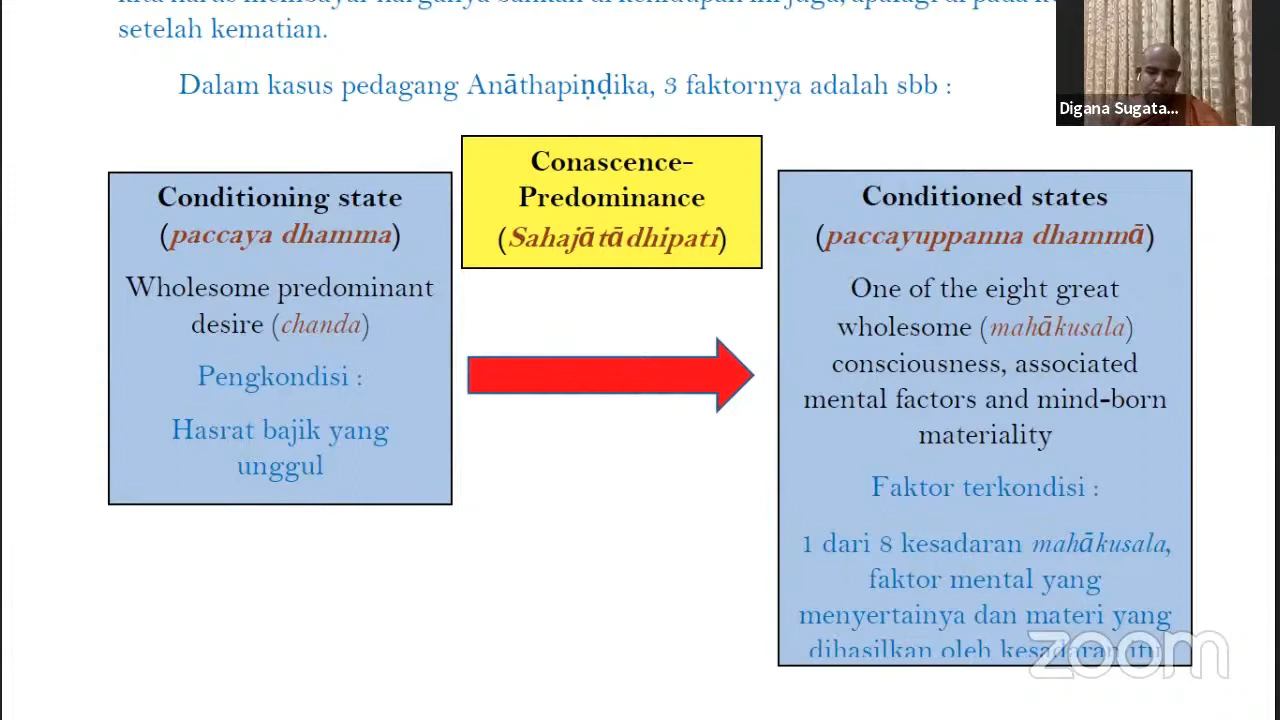 setelah kematian.
Dalam kasus pedagang Anāthapiṇḍika, 3 faktornya adalah sbb :
Digana Sugata...
Conditioning state
(paccaya dhamma)
Wholesome predominant
desire (chanda)
Pengkondisi :
Hasrat bajik yang
unggul
Conascence-
Predominance
(Sahajātādhipati)
Conditioned states
(paccayuppanna dhammā)
One of the eight great
wholesome (mahākusala)
consciousness, associated
mental factors and mind-born
materiality
Faktor terkondisi :
1 dari 8 kesadaran mahākusala,
faktor mental yang
menyertainya dan materi yang
dihasilkan oleh kesadaran itu
zoom